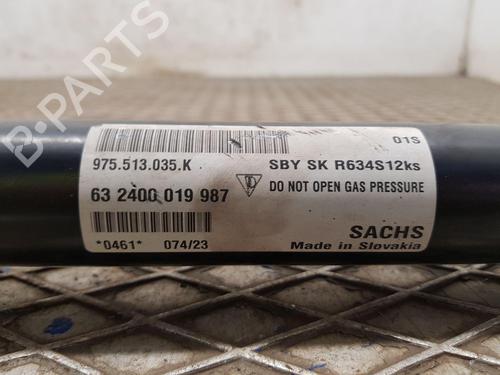 B-PARTS
01S
975.513.035.K
SBY SK R634S12ks
63 2400 019 987
DO NOT OPEN GAS PRESSURE
SACHS
*0461* 074/23
Made in Slovakia